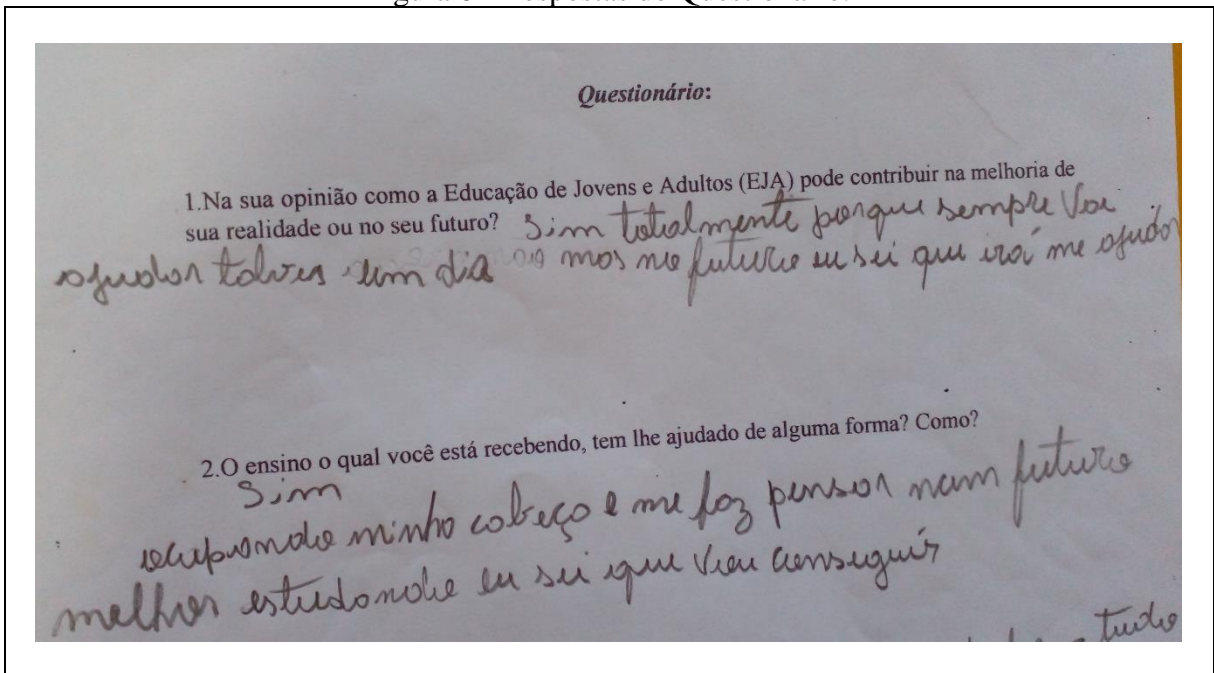 Questionário:
1.Na sua opinião como a Educação de Jovens e Adultos (EJA) pode contribuir na melhoria de
sua realidade ou no seu futuro? Sim totalmente porque sempre vai
ajudar talves um dia mas no futuro eu sei que irá me ajudar
2.O ensino o qual você está recebendo, tem lhe ajudado de alguma forma? Como?
Sim
ocupando minha cabeça e me faz pensar num futuro
melhor estudando eu sei que vou conseguir
tudo